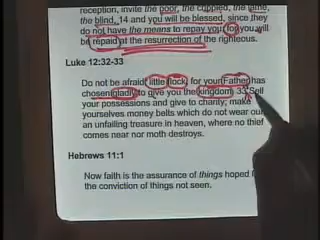 reception, invite the poor, the crippled, the lame,
the blind, 14 and you will be blessed, since they
do not have the means to repay you; for you will
be repaid at the resurrection of the righteous.
Luke 12:32-33
Do not be afraid, little flock, for your Father has
chosen gladly to give you the kingdom. 33 Sell
your possessions and give to charity; make
yourselves money belts which do not wear out,
an unfailing treasure in heaven, where no thief
comes near nor moth destroys.
Hebrews 11:1
Now faith is the assurance of things hoped
the conviction of things not seen.